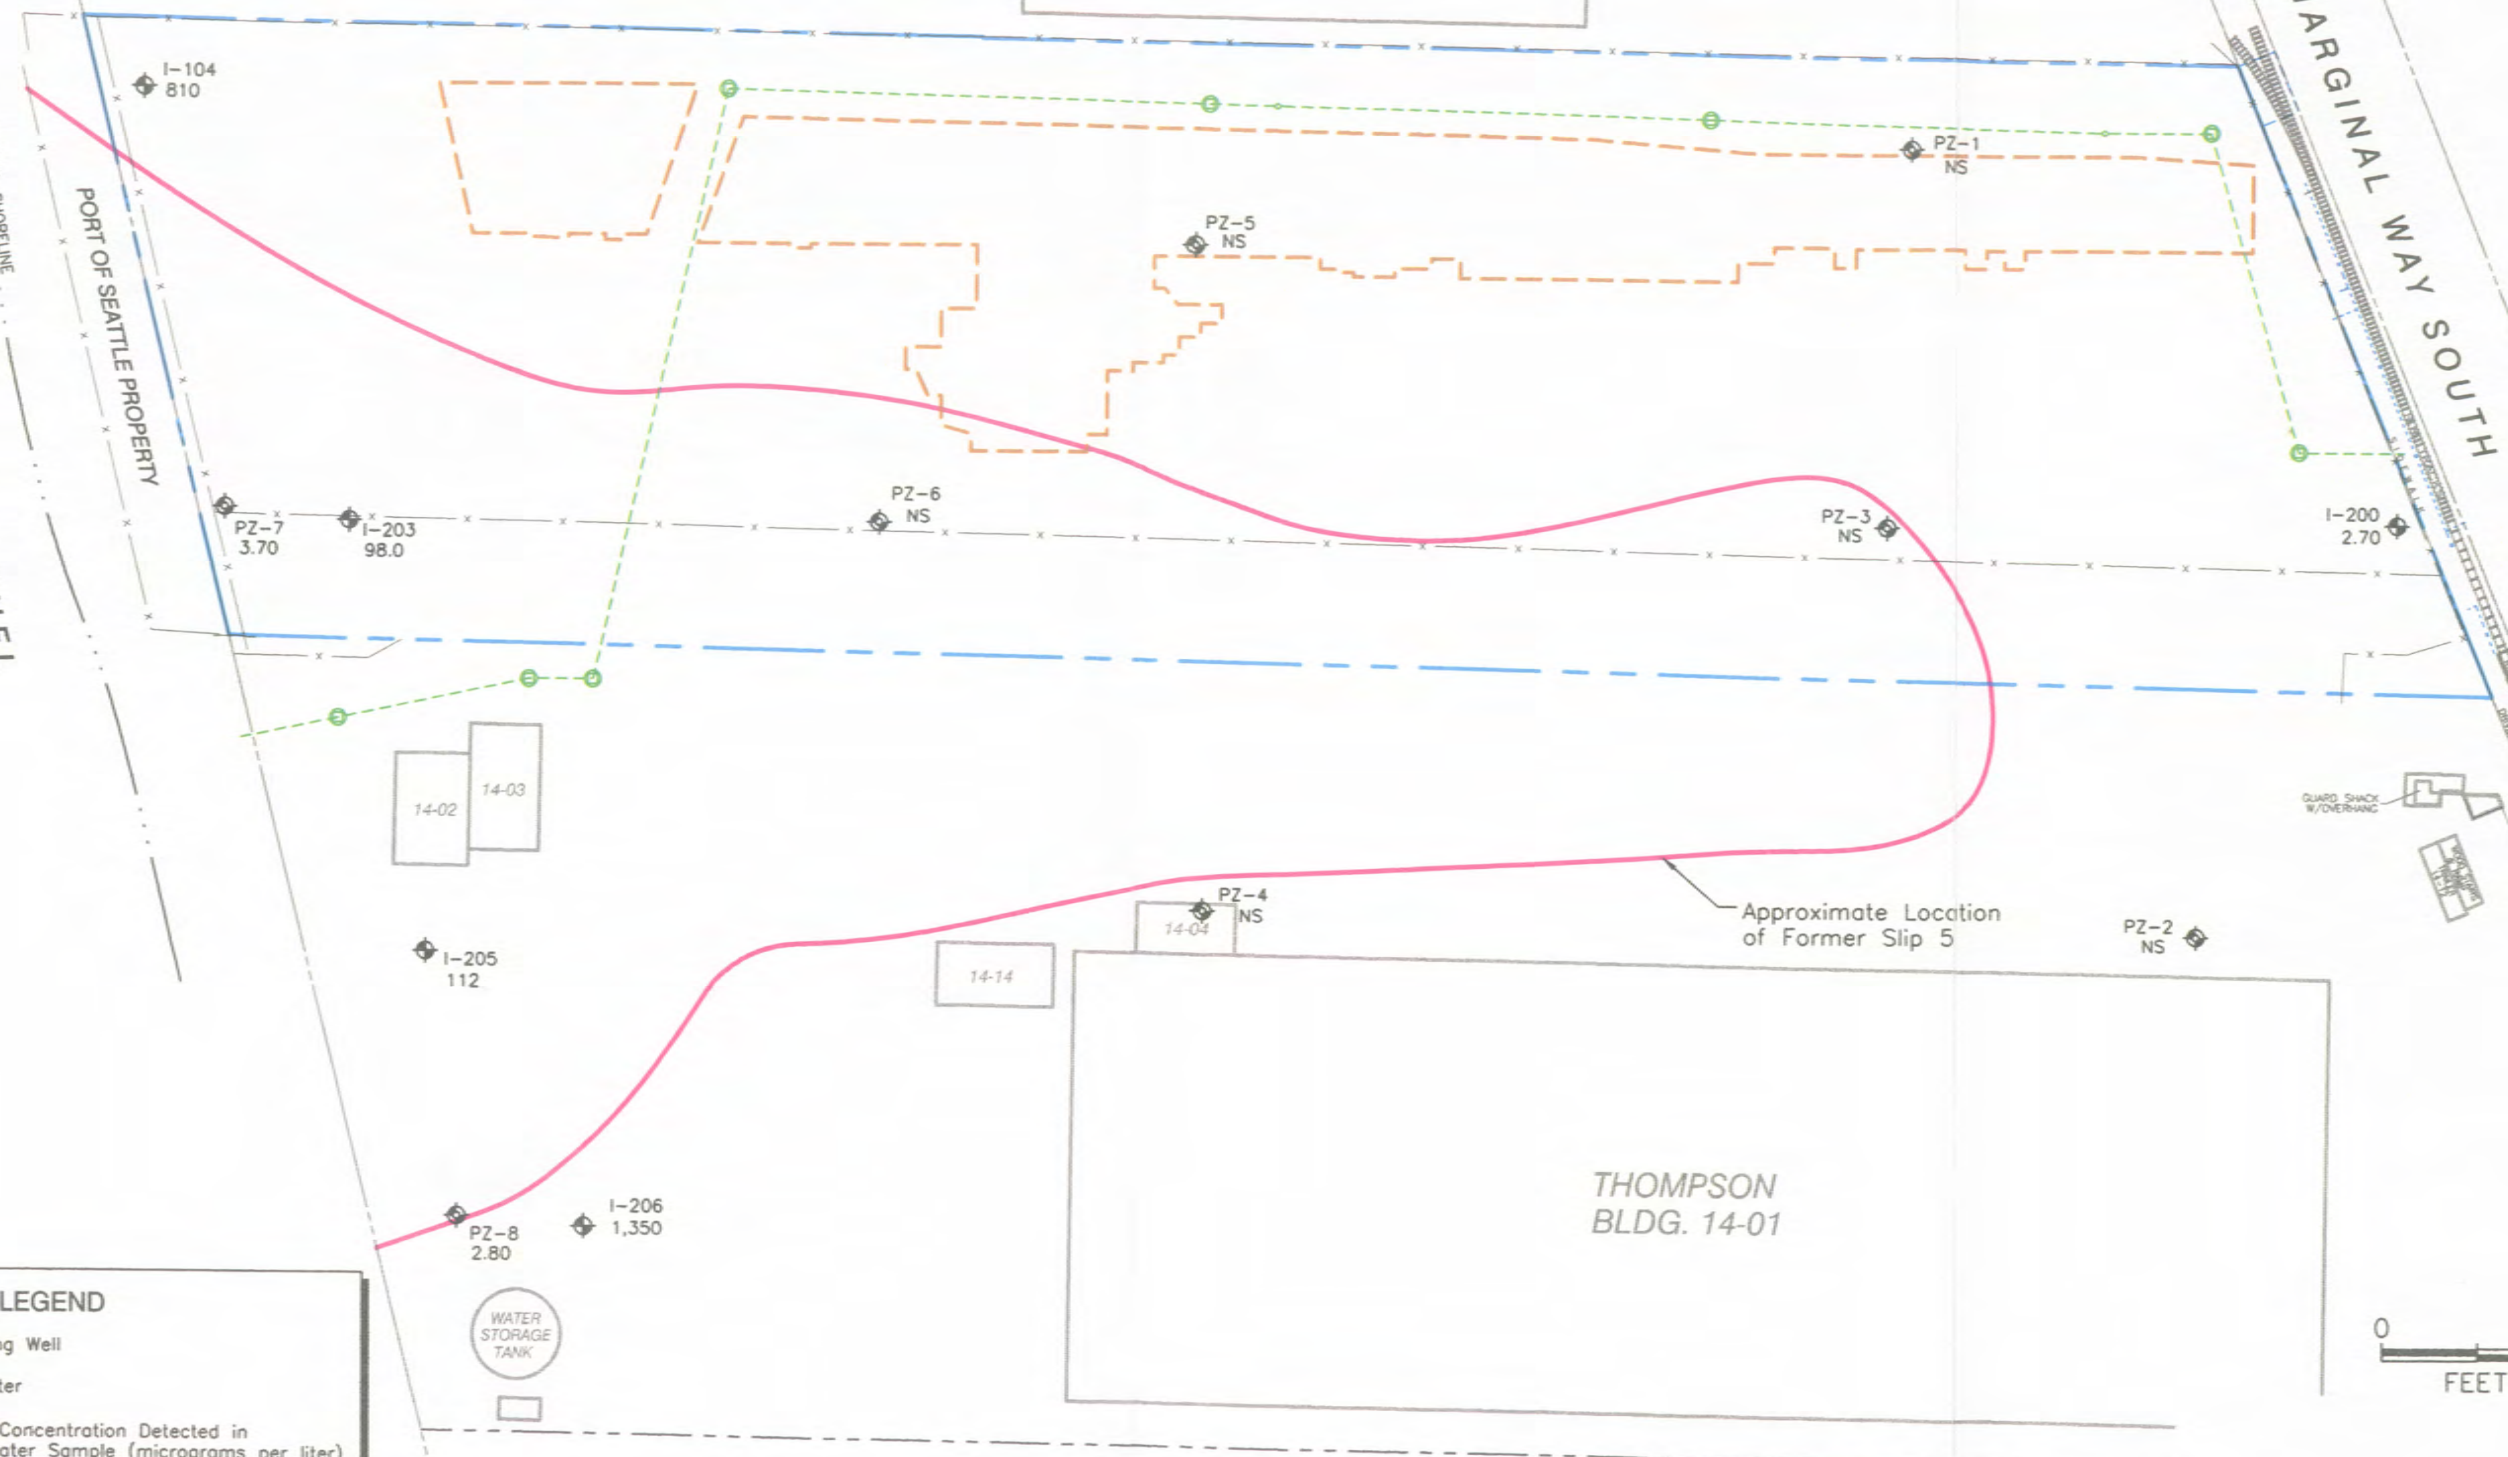 I-104
810
MARGINAL WAY SOUTH
PZ-1
NS
SHORELINE
PORT OF SEATTLE PROPERTY
PZ-5
NS
PZ-6
NS
PZ-7
3.70
I-203
98.0
PZ-3
NS
I-200
2.70
SIDEWALK
14-02
14-03
GUARD SHACK
W/OVERHANG
PZ-4
NS
14-04
Approximate Location
of Former Slip 5
PZ-2
NS
I-205
112
14-14
THOMPSON
BLDG. 14-01
PZ-8
2.80
I-206
1,350
WATER
STORAGE
TANK
LEGEND
Well
Concentration Detected in
Sample (micrograms per liter)
0
FEET